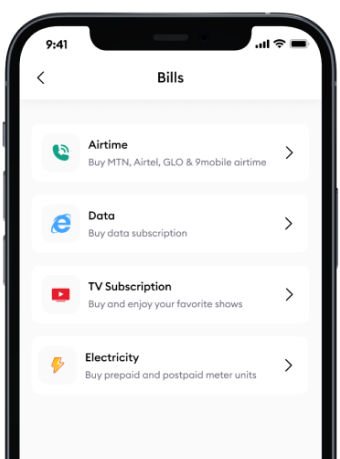 9:41
Bills
Airtime
Buy MTN, Airtel, GLO & 9mobile airtime
Data
Buy data subscription
TV Subscription
Buy and enjoy your favorite shows
Electricity
Buy prepaid and postpaid meter units